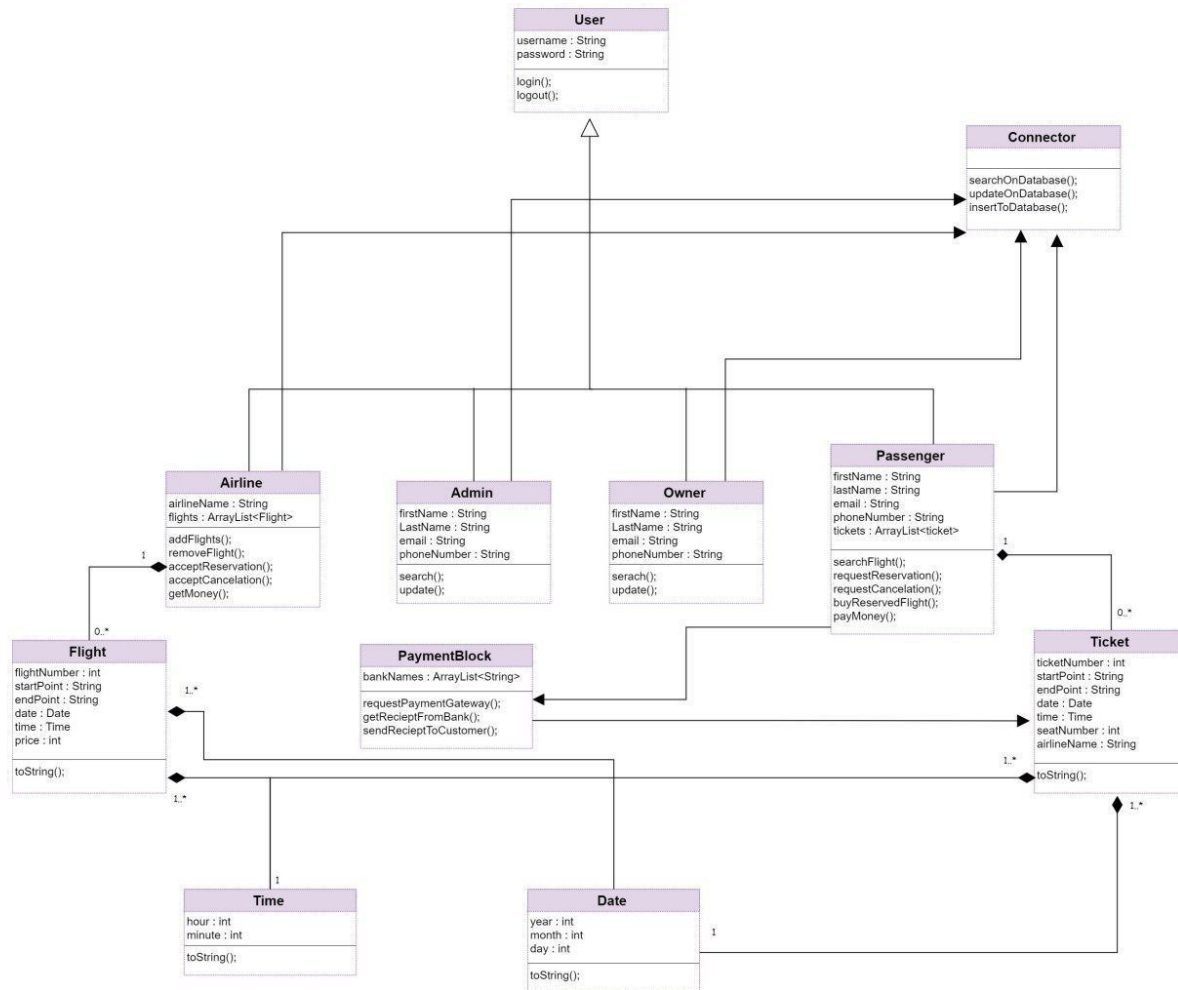 User
username : String
password : String
login();
logout();
Connector
searchOnDatabase();
updateOnDatabase();
insertToDatabase();
Airline
airlineName : String
flights : ArrayList<Flight>
addFlights();
removeFlight();
acceptReservation();
acceptCancelation();
getMoney();
Admin
firstName : String
LastName : String
email : String
phoneNumber : String
search();
update();
Owner
firstName : String
LastName : String
email : String
phoneNumber : String
serach();
update();
Passenger
firstName : String
lastName : String
email : String
phoneNumber : String
tickets : ArrayList<ticket>
searchFlight();
requestReservation();
requestCancelation();
buyReservedFlight();
payMoney();
1
0..*
1
0..*
Flight
flightNumber : int
startPoint : String
endPoint : String
date : Date
time : Time
price : int
toString();
1..*
1..*
PaymentBlock
bankNames : ArrayList<String>
requestPaymentGateway();
getRecieptFromBank();
sendRecieptToCustomer();
Ticket
ticketNumber : int
startPoint : String
endPoint : String
date : Date
time : Time
seatNumber : int
airlineName : String
toString();
1..*
1..*
1
Time
hour : int
minute : int
toString();
Date
year : int
month : int
day : int
toString();
1